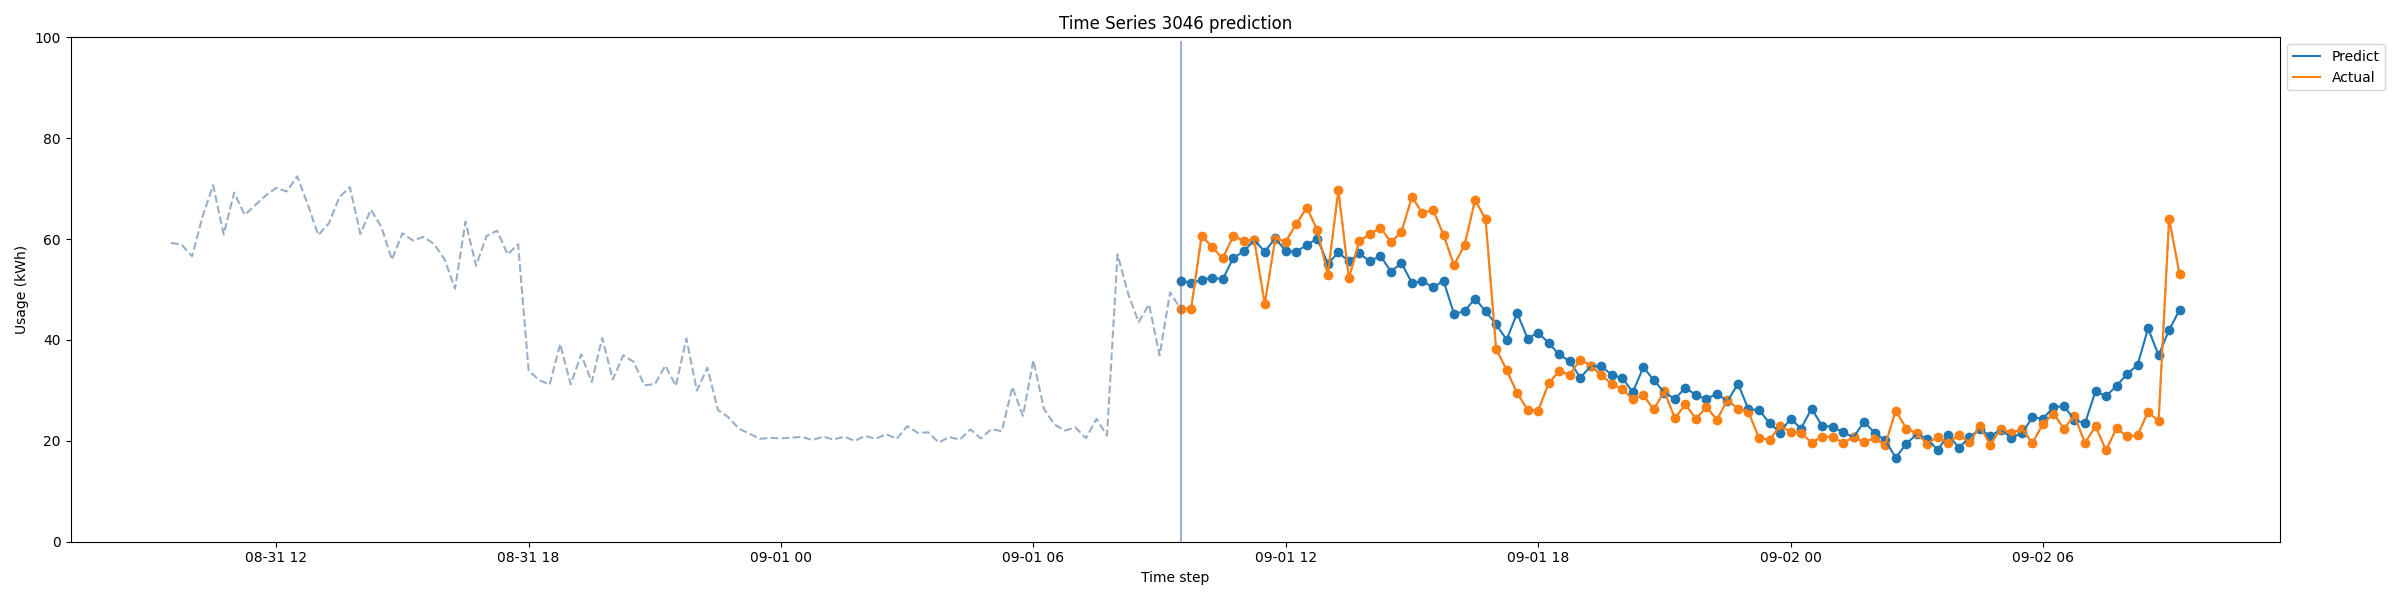 Time Series 3046 prediction
100
80
60
40
20
0
Usage (kWh)
08-31 12
08-31 18
09-01 00
09-01 06
09-01 12
09-01 18
09-02 00
09-02 06
Time step
Predict
Actual